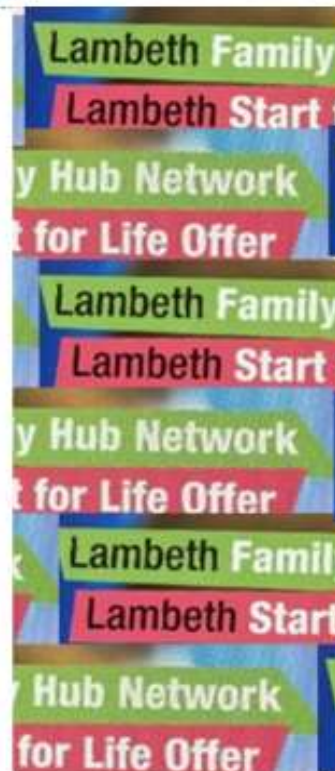 Lambeth Family
Lambeth Start
y Hub Network
t for Life Offer
Lambeth Family
Lambeth Start
y Hub Network
t for Life Offer
Lambeth Famil
Lambeth Start
Hub Network
for Life Offer